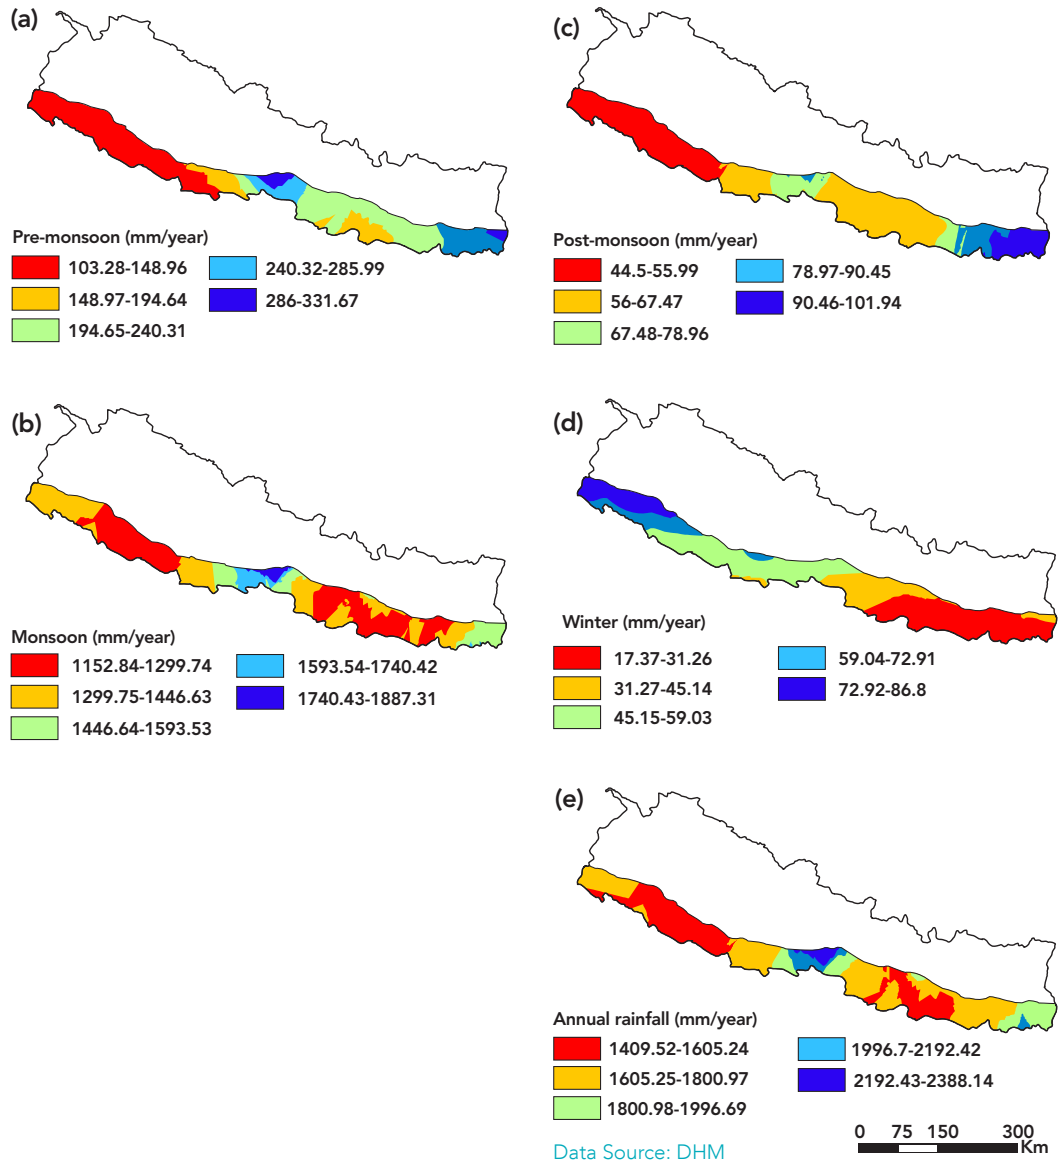 (a)
Pre-monsoon (mm/year)
103.28-148.96
148.97-194.64
194.65-240.31
240.32-285.99
286-331.67
(c)
Post-monsoon (mm/year)
44.5-55.99
56-67.47
67.48-78.96
78.97-90.45
90.46-101.94
(b)
Monsoon (mm/year)
1152.84-1299.74
1299.75-1446.63
1446.64-1593.53
1593.54-1740.42
1740.43-1887.31
(d)
Winter (mm/year)
17.37-31.26
31.27-45.14
45.15-59.03
59.04-72.91
72.92-86.8
(e)
Annual rainfall (mm/year)
1409.52-1605.24
1605.25-1800.97
1800.98-1996.69
1996.7-2192.42
2192.43-2388.14
Data Source: DHM
0 75 150 300
Km